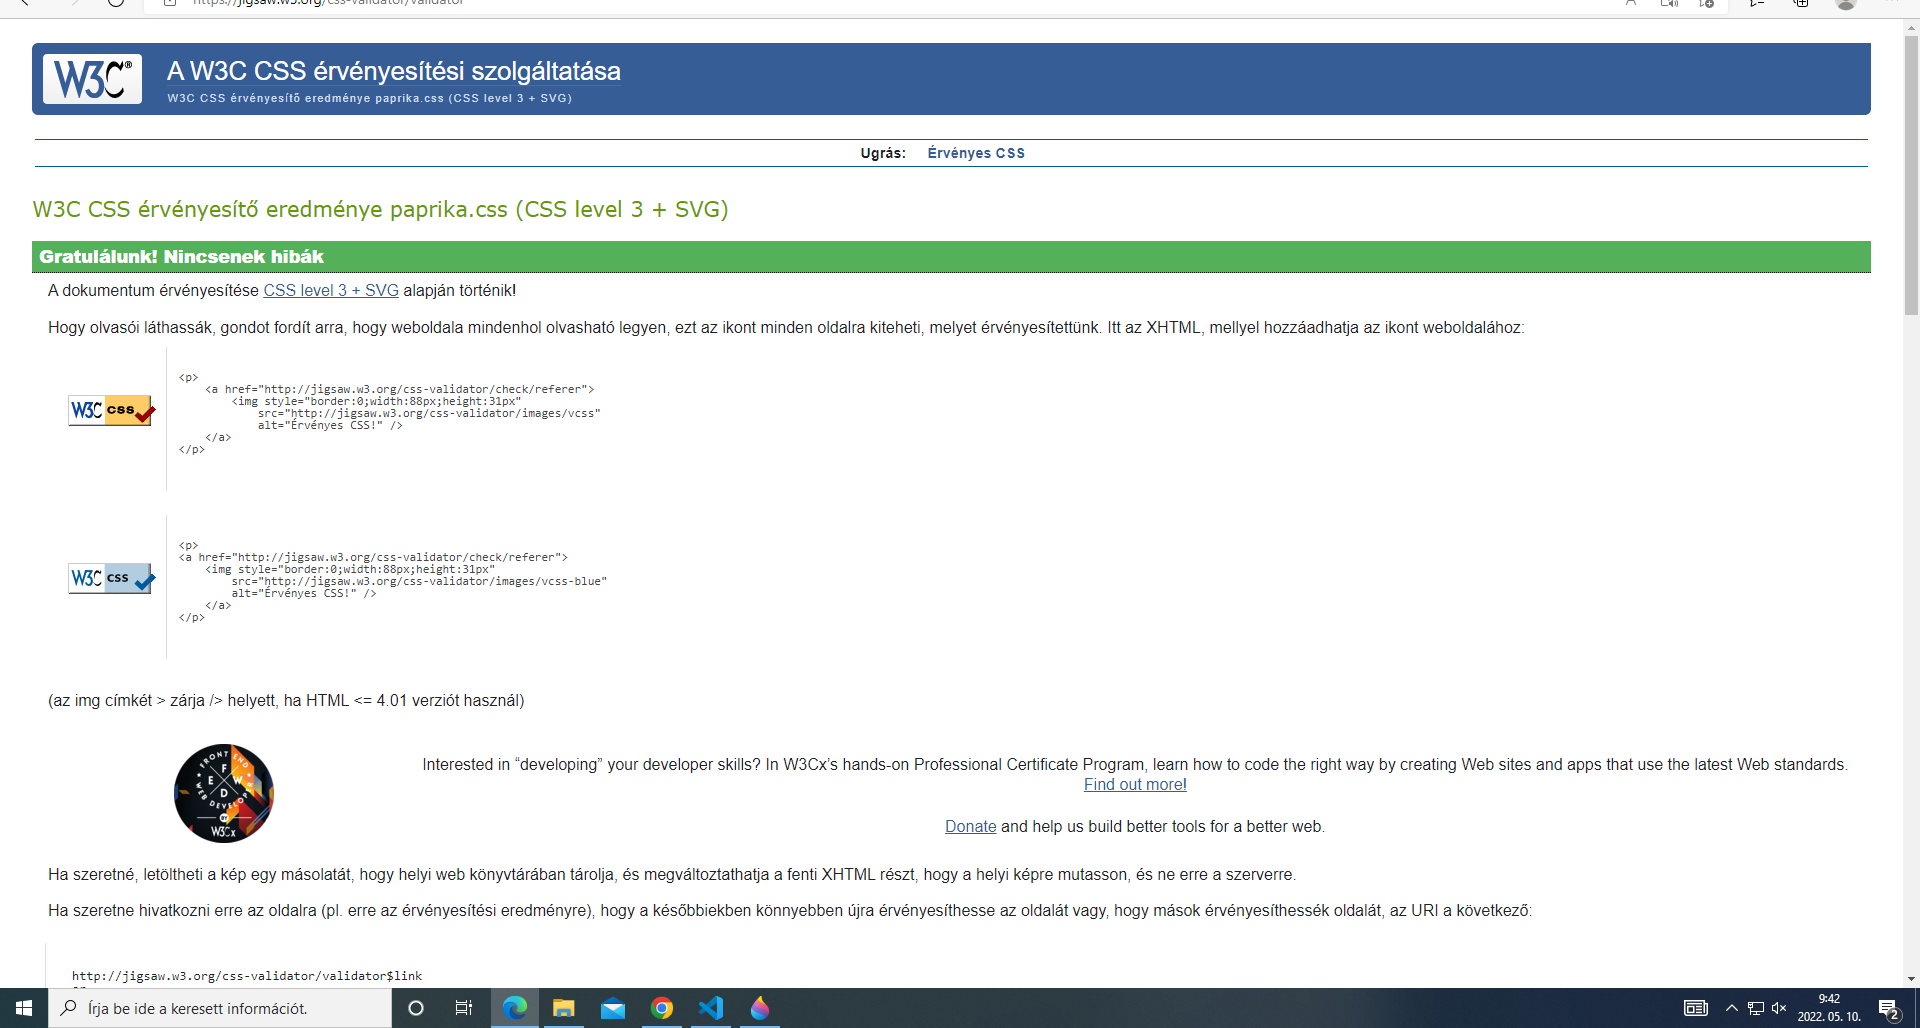 https://jigsaw.w3.org/css-validator/validator
W3C®
A W3C CSS érvényesítési szolgáltatása
W3C CSS érvényesítő eredménye paprika.css (CSS level 3 + SVG)
Ugrás: Érvényes CSS
W3C CSS érvényesítő eredménye paprika.css (CSS level 3 + SVG)
Gratulálunk! Nincsenek hibák
A dokumentum érvényesítése CSS level 3 + SVG alapján történik!
Hogy olvasói láthassák, gondot fordít arra, hogy weboldala mindenhol olvasható legyen, ezt az ikont minden oldalra kiteheti, melyet érvényesítettünk. Itt az XHTML, mellyel hozzáadhatja az ikont weboldalához:
<p>
<a href="http://jigsaw.w3.org/css-validator/check/referer">
<img style="border:0;width:88px;height:31px"
src="http://jigsaw.w3.org/css-validator/images/vcss"
alt="Érvényes CSS!" />
</a>
</p>
W3C css
<p>
<a href="http://jigsaw.w3.org/css-validator/check/referer">
<img style="border:0;width:88px;height:31px"
src="http://jigsaw.w3.org/css-validator/images/vcss-blue"
alt="Érvényes CSS!" />
</a>
</p>
W3C css
(az img címkét > zárja /> helyett, ha HTML <= 4.01 verziót használ)
FRONT END
E F W D
WEB DEVELOPER
BY
W3Cx
Interested in “developing” your developer skills? In W3Cx’s hands-on Professional Certificate Program, learn how to code the right way by creating Web sites and apps that use the latest Web standards.
Find out more!
Donate and help us build better tools for a better web.
Ha szeretné, letöltheti a kép egy másolatát, hogy helyi web könyvtárában tárolja, és megváltoztathatja a fenti XHTML részt, hogy a helyi képre mutasson, és ne erre a szerverre.
Ha szeretne hivatkozni erre az oldalra (pl. erre az érvényesítési eredményre), hogy a későbbiekben könnyebben újra érvényesíthesse az oldalát vagy, hogy mások érvényesíthessék oldalát, az URI a következő:
http://jigsaw.w3.org/css-validator/validator$link
Írja be ide a keresett információt.
9:42
2022. 05. 10.
2